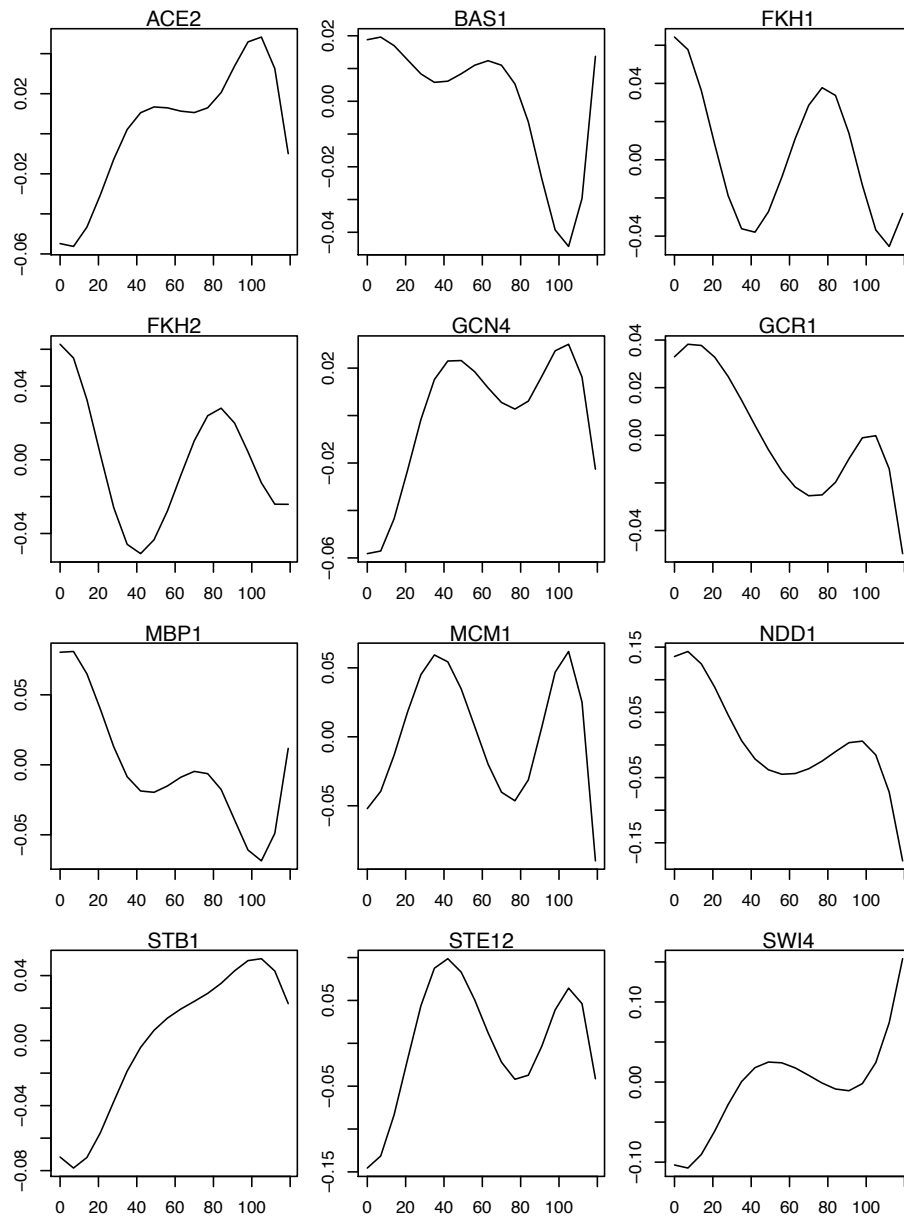 ACE2 BAS1 FKH1
−0.06 −0.02 0.02
0 20 40 60 80 100
−0.04 −0.02 0.00 0.02
0 20 40 60 80 100
−0.04 0.00 0.04
0 20 40 60 80 100
FKH2 GCN4 GCR1
−0.04 0.00 0.04
0 20 40 60 80 100
−0.06 −0.02 0.02
0 20 40 60 80 100
−0.04 0.00 0.04
0 20 40 60 80 100
MBP1 MCM1 NDD1
−0.05 0.00 0.05
0 20 40 60 80 100
−0.05 0.00 0.05
0 20 40 60 80 100
−0.15 −0.05 0.05 0.15
0 20 40 60 80 100
STB1 STE12 SWI4
−0.08 −0.04 0.00 0.04
0 20 40 60 80 100
−0.15 −0.05 0.05
0 20 40 60 80 100
−0.10 0.00 0.10
0 20 40 60 80 100